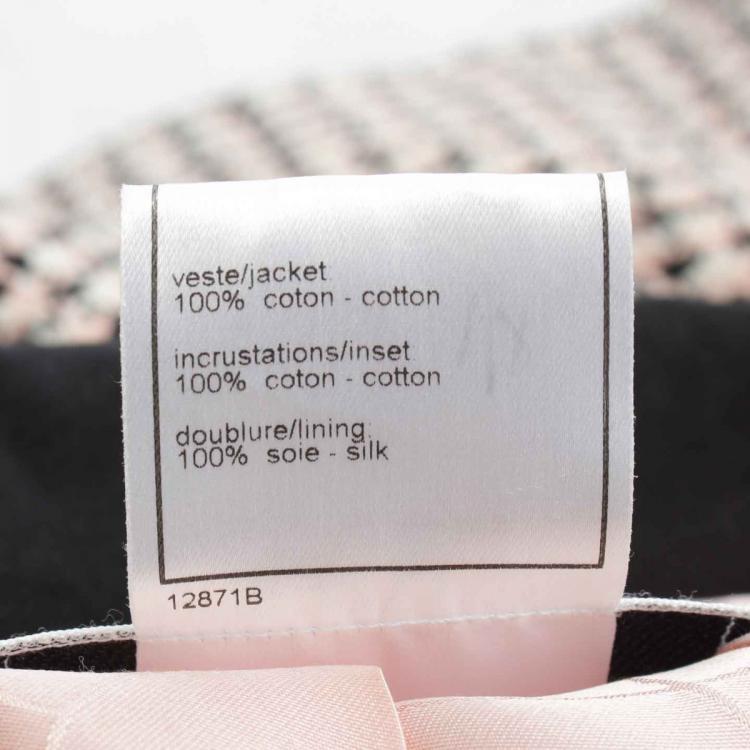 veste/jacket:
100% coton - cotton
incrustations/inset
100% coton - cotton
doublure/lining:
100% soie - silk
12871B